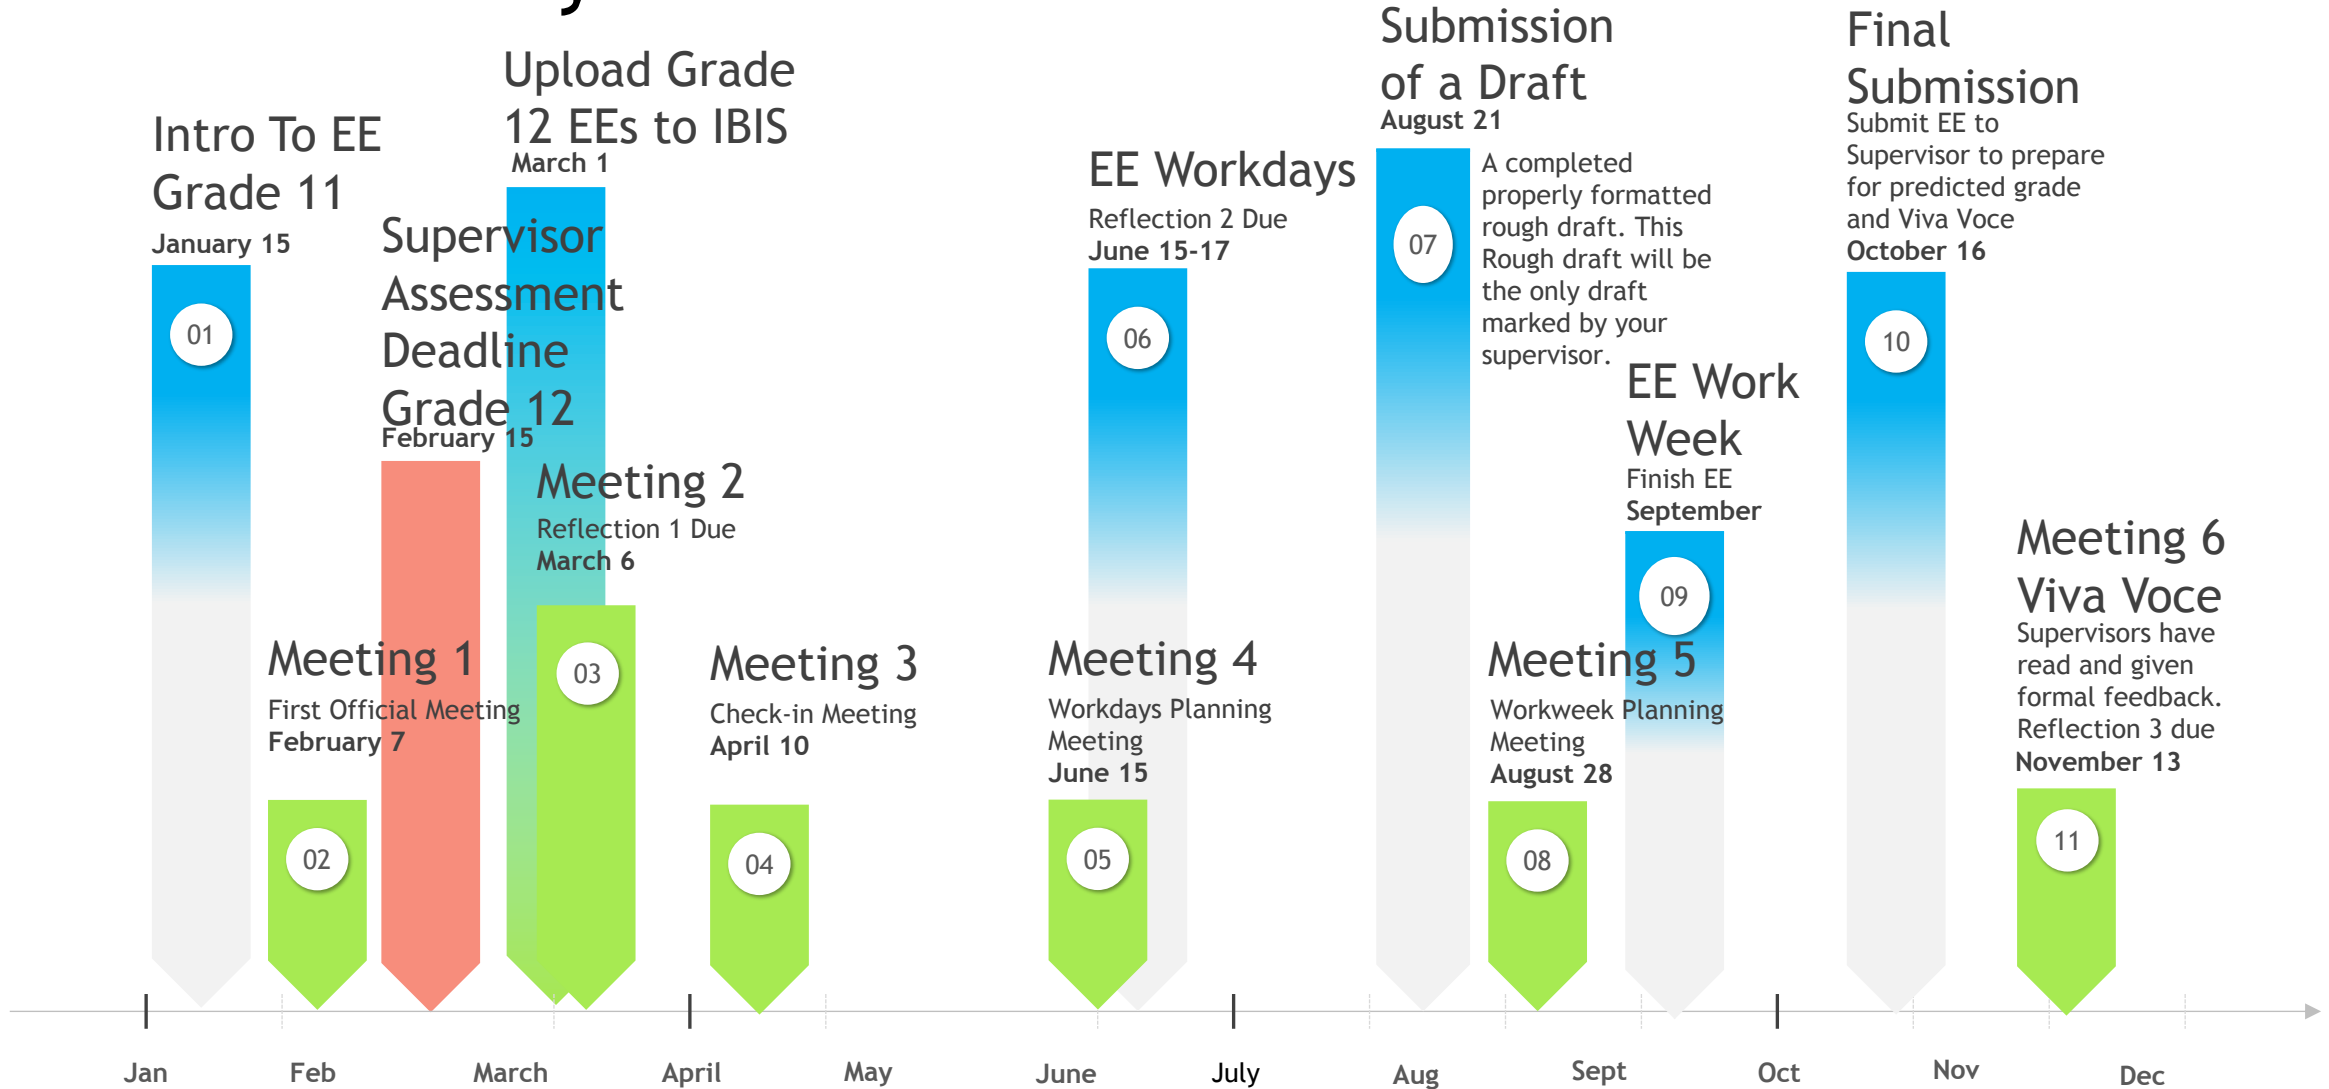 Intro To EE
Grade 11
January 15
01
Meeting 1
First Official Meeting
February 7
02
Supervisor
Assessment
Deadline
Grade 12
February 15
Upload Grade
12 EEs to IBIS
March 1
Meeting 2
Reflection 1 Due
March 6
03
Meeting 3
Check-in Meeting
April 10
04
Meeting 4
Workdays Planning
Meeting
June 15
05
EE Workdays
Reflection 2 Due
June 15-17
06
Submission
of a Draft
August 21
07
A completed
properly formatted
rough draft. This
Rough draft will be
the only draft
marked by your
supervisor.
Meeting 5
Workweek Planning
Meeting
August 28
08
EE Work
Week
Finish EE
September
09
Final
Submission
Submit EE to
Supervisor to prepare
for predicted grade
and Viva Voce
October 16
10
Meeting 6
Viva Voce
Supervisors have
read and given
formal feedback.
Reflection 3 due
November 13
11
Jan Feb March April May June July Aug Sept Oct Nov Dec